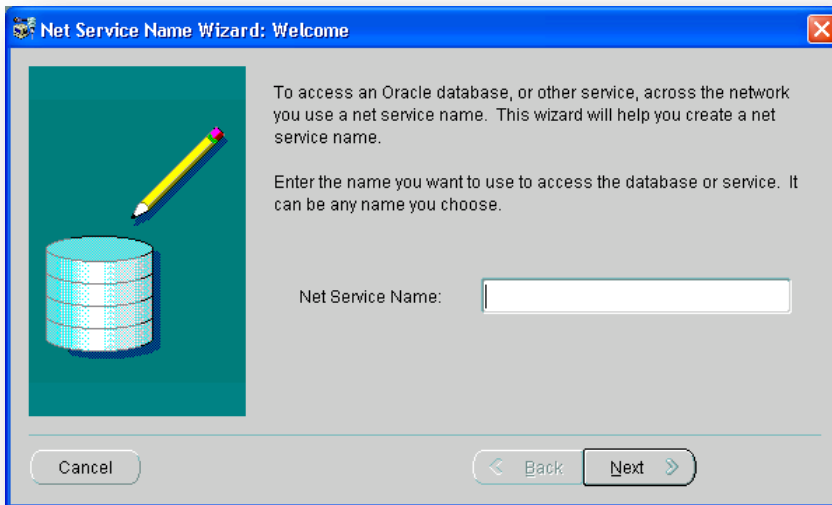 Net Service Name Wizard: Welcome
To access an Oracle database, or other service, across the network
you use a net service name. This wizard will help you create a net
service name.
Enter the name you want to use to access the database or service. It
can be any name you choose.
Net Service Name:
Cancel
Back
Next